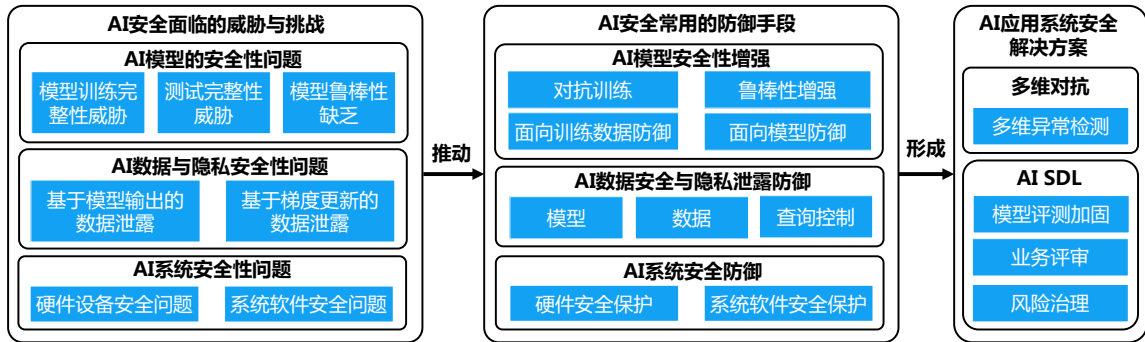 AI安全面临的威胁与挑战
AI模型的安全性问题
模型训练完
整性威胁
测试完整性
威胁
模型鲁棒性
缺乏
AI数据与隐私安全性问题
基于模型输出的
数据泄露
基于梯度更新的
数据泄露
AI系统安全性问题
硬件设备安全问题
系统软件安全问题
推动
AI安全常用的防御手段
AI模型安全性增强
对抗训练
鲁棒性增强
面向训练数据防御
面向模型防御
AI数据安全与隐私泄露防御
模型
数据
查询控制
AI系统安全防御
硬件安全保护
系统软件安全保护
形成
AI应用系统安全
解决方案
多维对抗
多维异常检测
AI SDL
模型评测加固
业务评审
风险治理